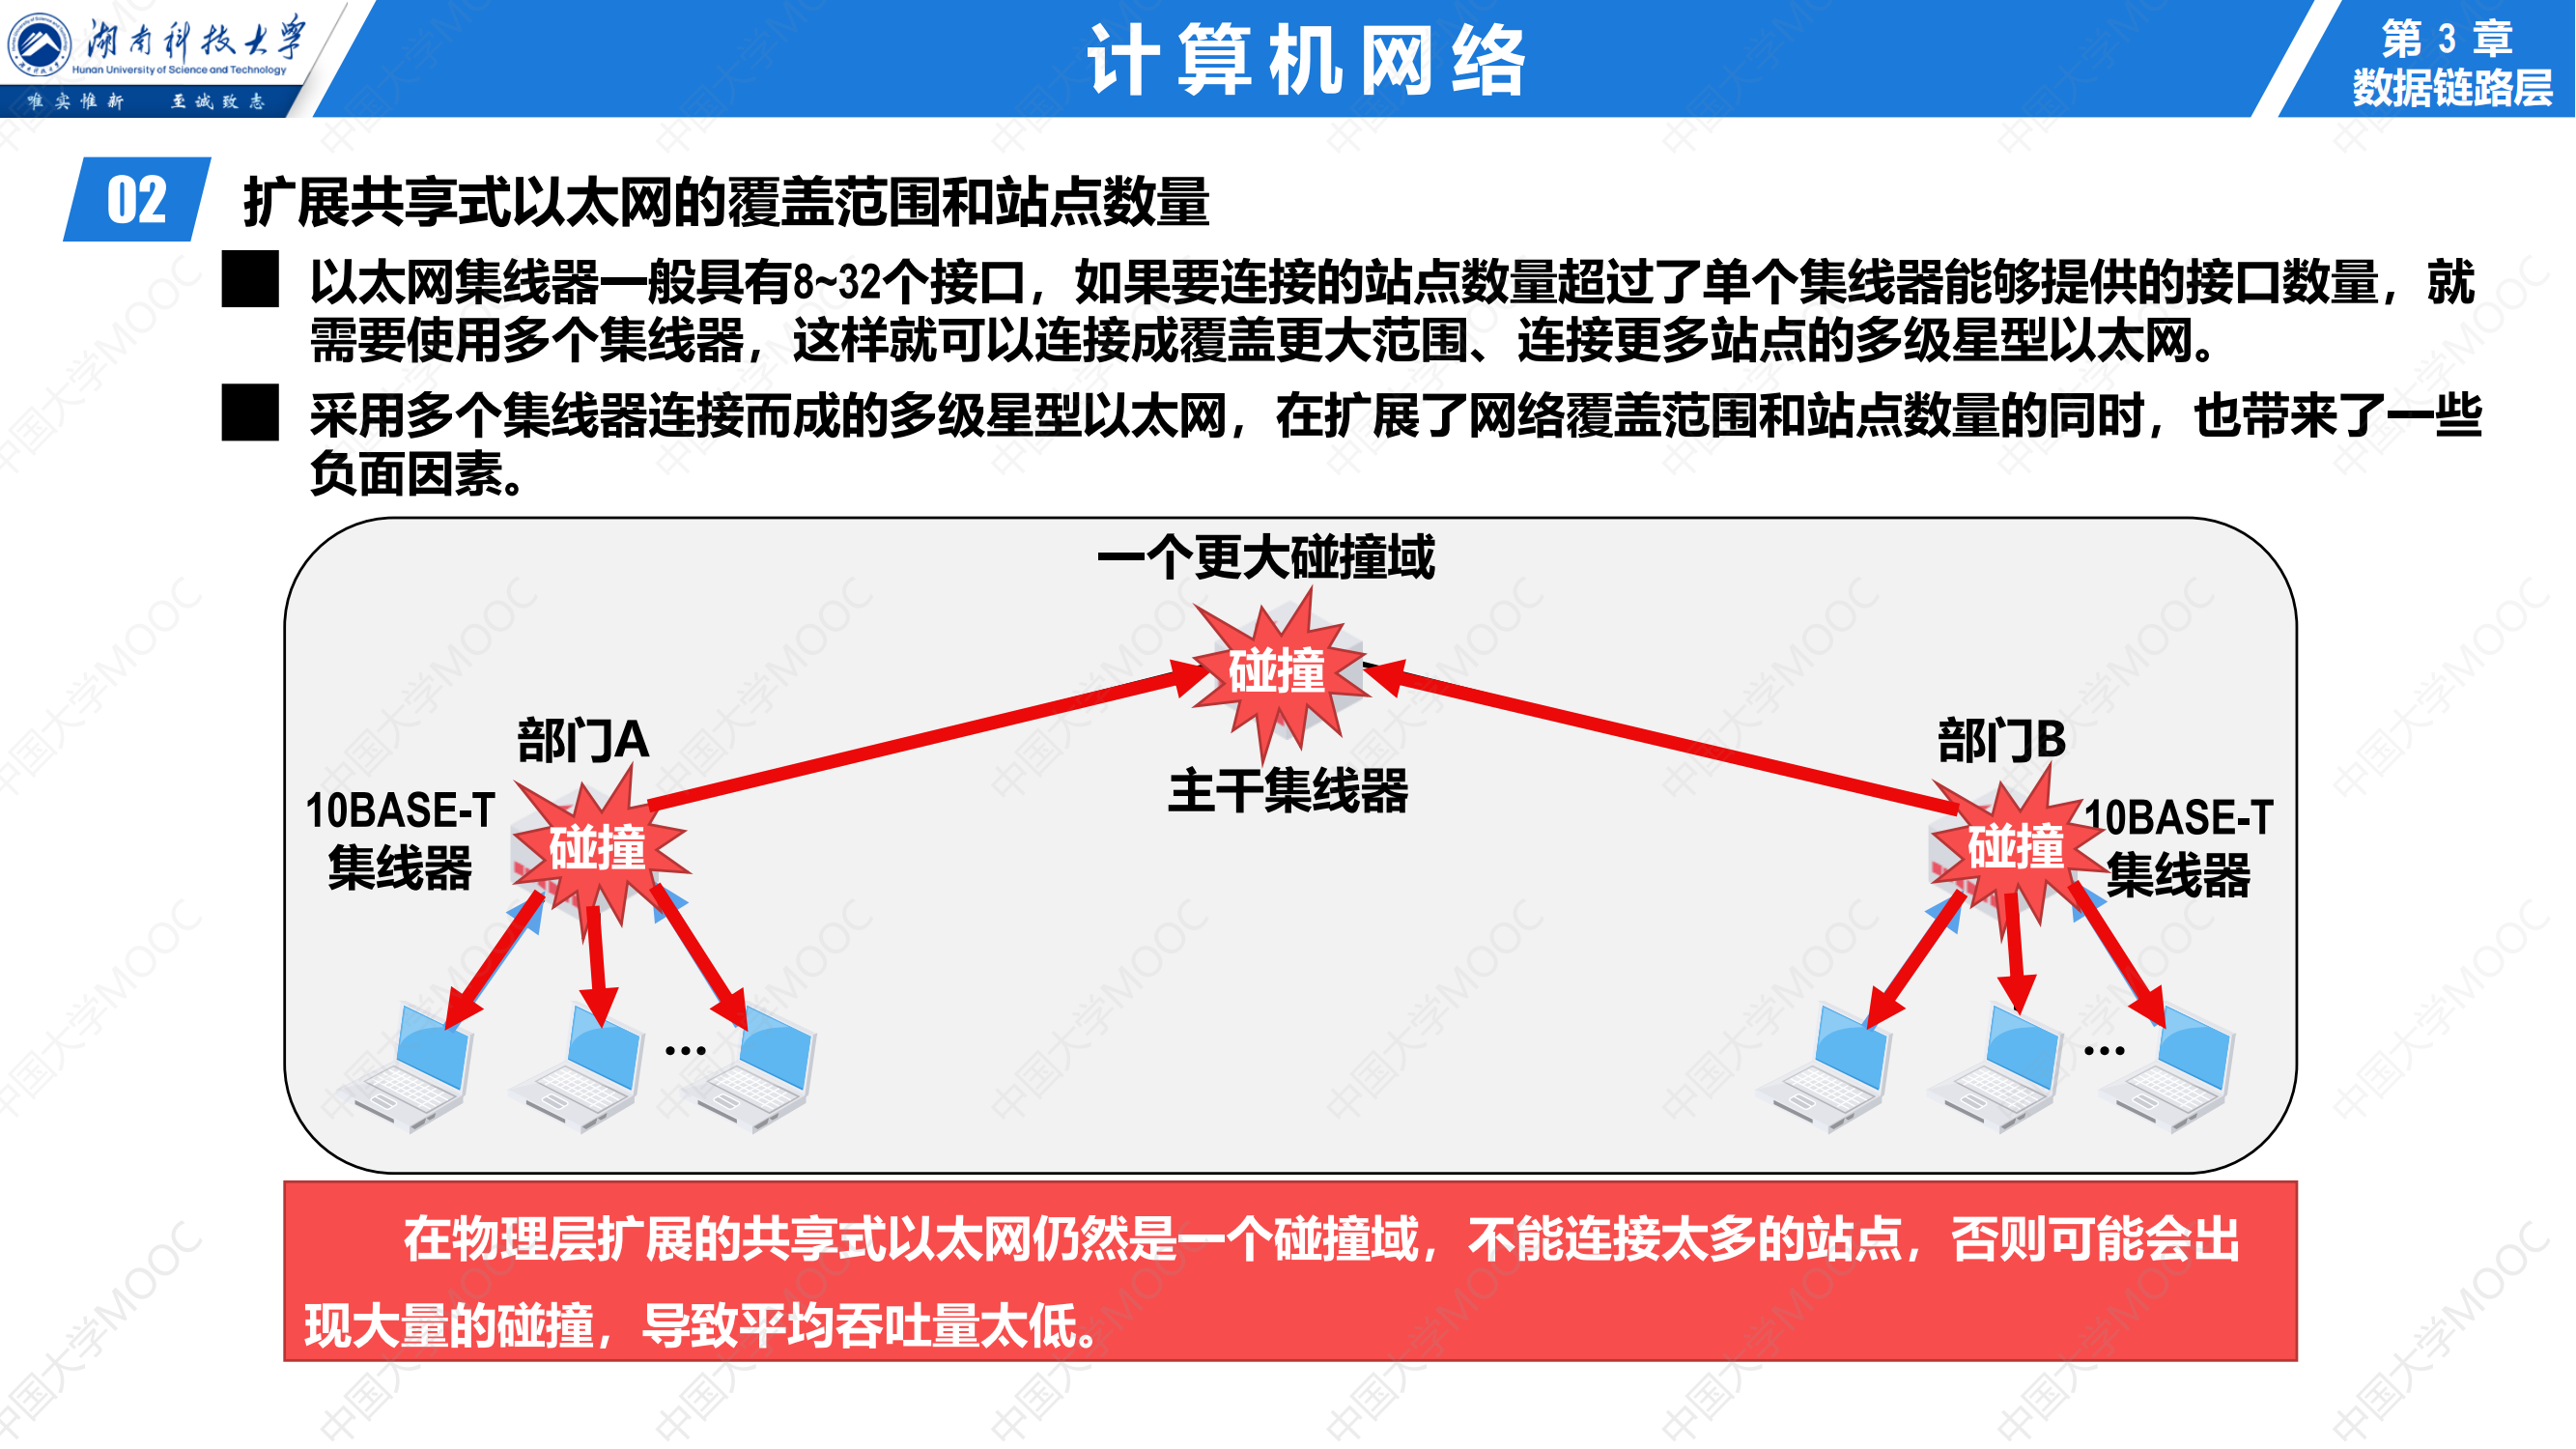 湖南科技大学
Hunan University of Science and Technology
唯实惟新 至诚致志
计算机网络
第 3 章
数据链路层
02
扩展共享式以太网的覆盖范围和站点数量
以太网集线器一般具有8~32个接口，如果要连接的站点数量超过了单个集线器能够提供的接口数量，就
需要使用多个集线器，这样就可以连接成覆盖更大范围、连接更多站点的多级星型以太网。
采用多个集线器连接而成的多级星型以太网，在扩展了网络覆盖范围和站点数量的同时，也带来了一些
负面因素。
一个更大碰撞域
碰撞
主干集线器
部门A
10BASE-T
集线器
碰撞
...
部门B
10BASE-T
集线器
碰撞
...
在物理层扩展的共享式以太网仍然是一个碰撞域，不能连接太多的站点，否则可能会出
现大量的碰撞，导致平均吞吐量太低。
中国大学MOOC